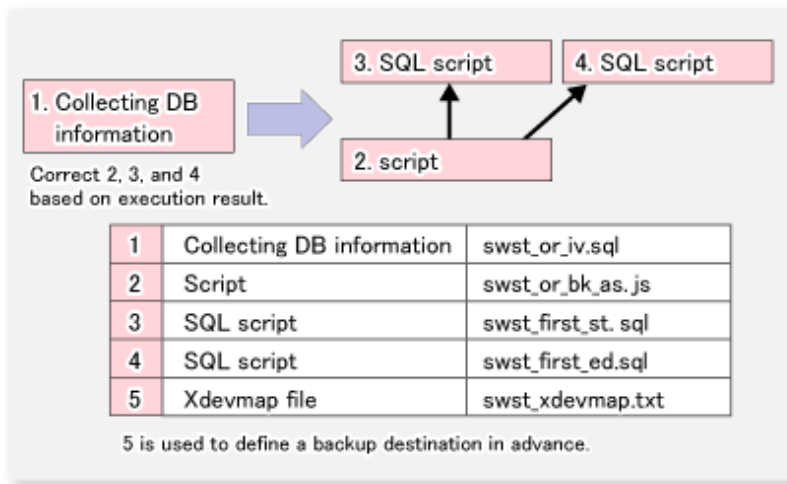 3. SQL script
4. SQL script
1. Collecting DB
information
2. script
Correct 2, 3, and 4
based on execution result.
1 Collecting DB information swst_or_iv.sql
2 Script swst_or_bk_as. js
3 SQL script swst_first_st. sql
4 SQL script swst_first_ed.sql
5 Xdevmap file swst_xdevmap.txt
5 is used to define a backup destination in advance.